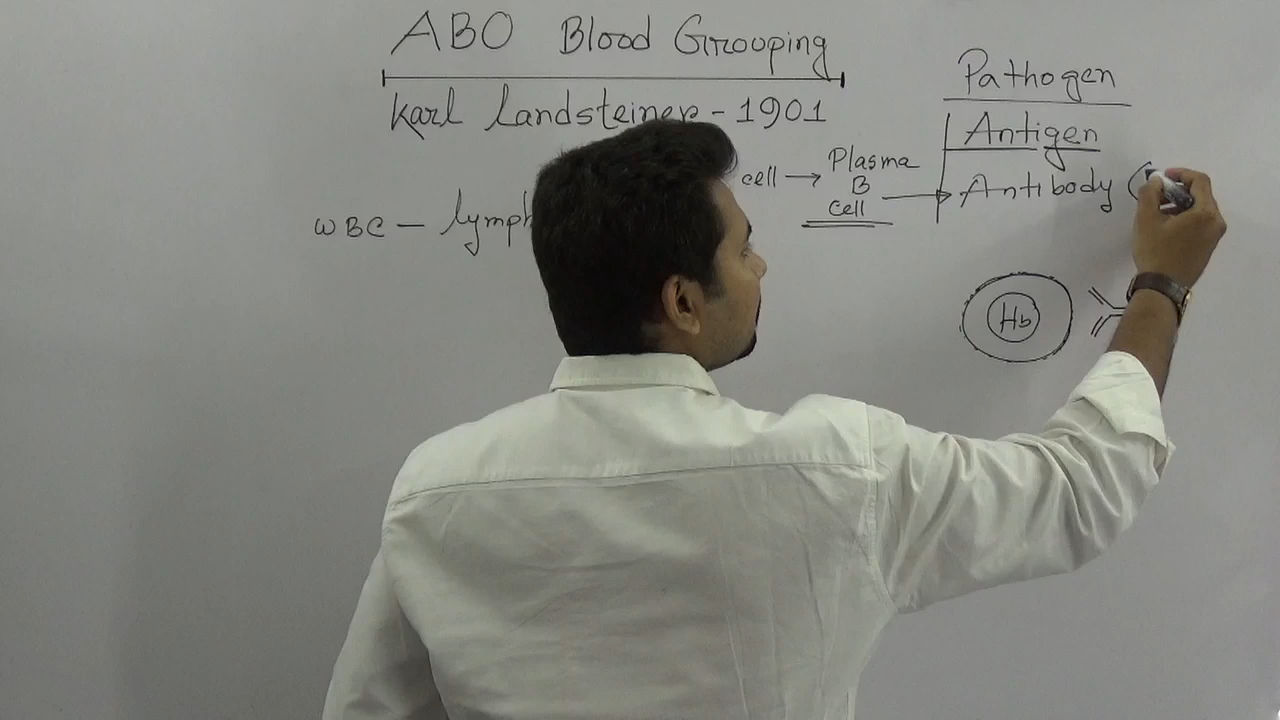 ABO Blood Grouping
Karl Landsteiner - 1901
WBC - lymph
cell → Plasma B cell →
Pathogen
Antigen
Antibody (
Hb